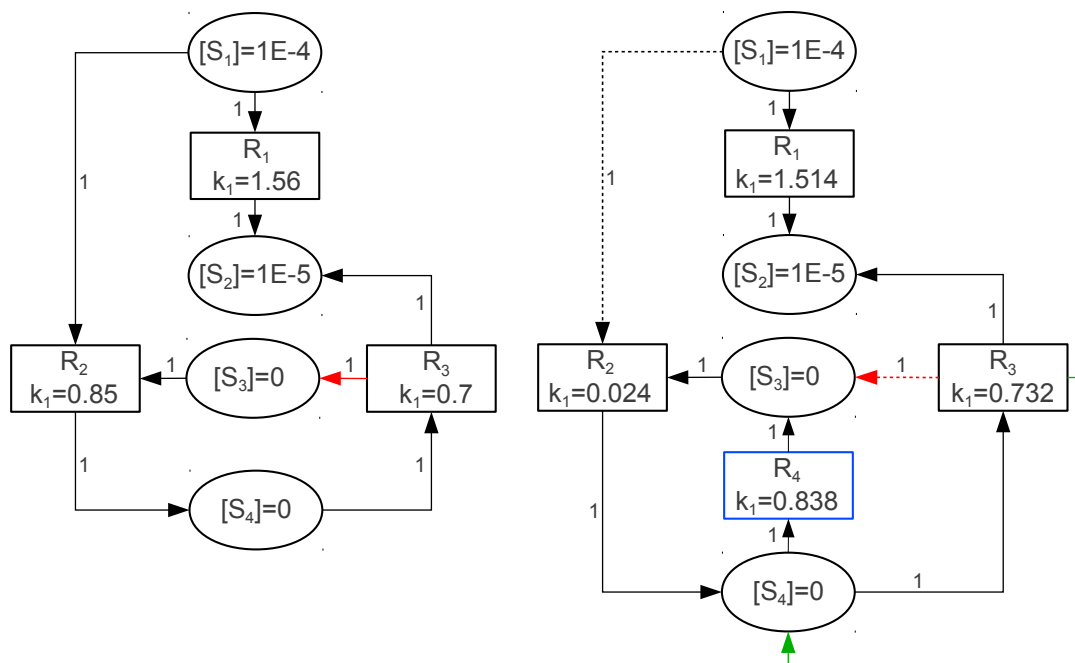 [S₁]=1E-4
1
R₁
k₁=1.56
1
1
[S₂]=1E-5
1
R₂
k₁=0.85
1
[S₃]=0
1
R₃
k₁=0.7
1
[S₄]=0
1
[S₁]=1E-4
1
R₁
k₁=1.514
1
1
[S₂]=1E-5
1
R₂
k₁=0.024
1
[S₃]=0
1
R₃
k₁=0.732
1
R₄
k₁=0.838
1
1
[S₄]=0
1